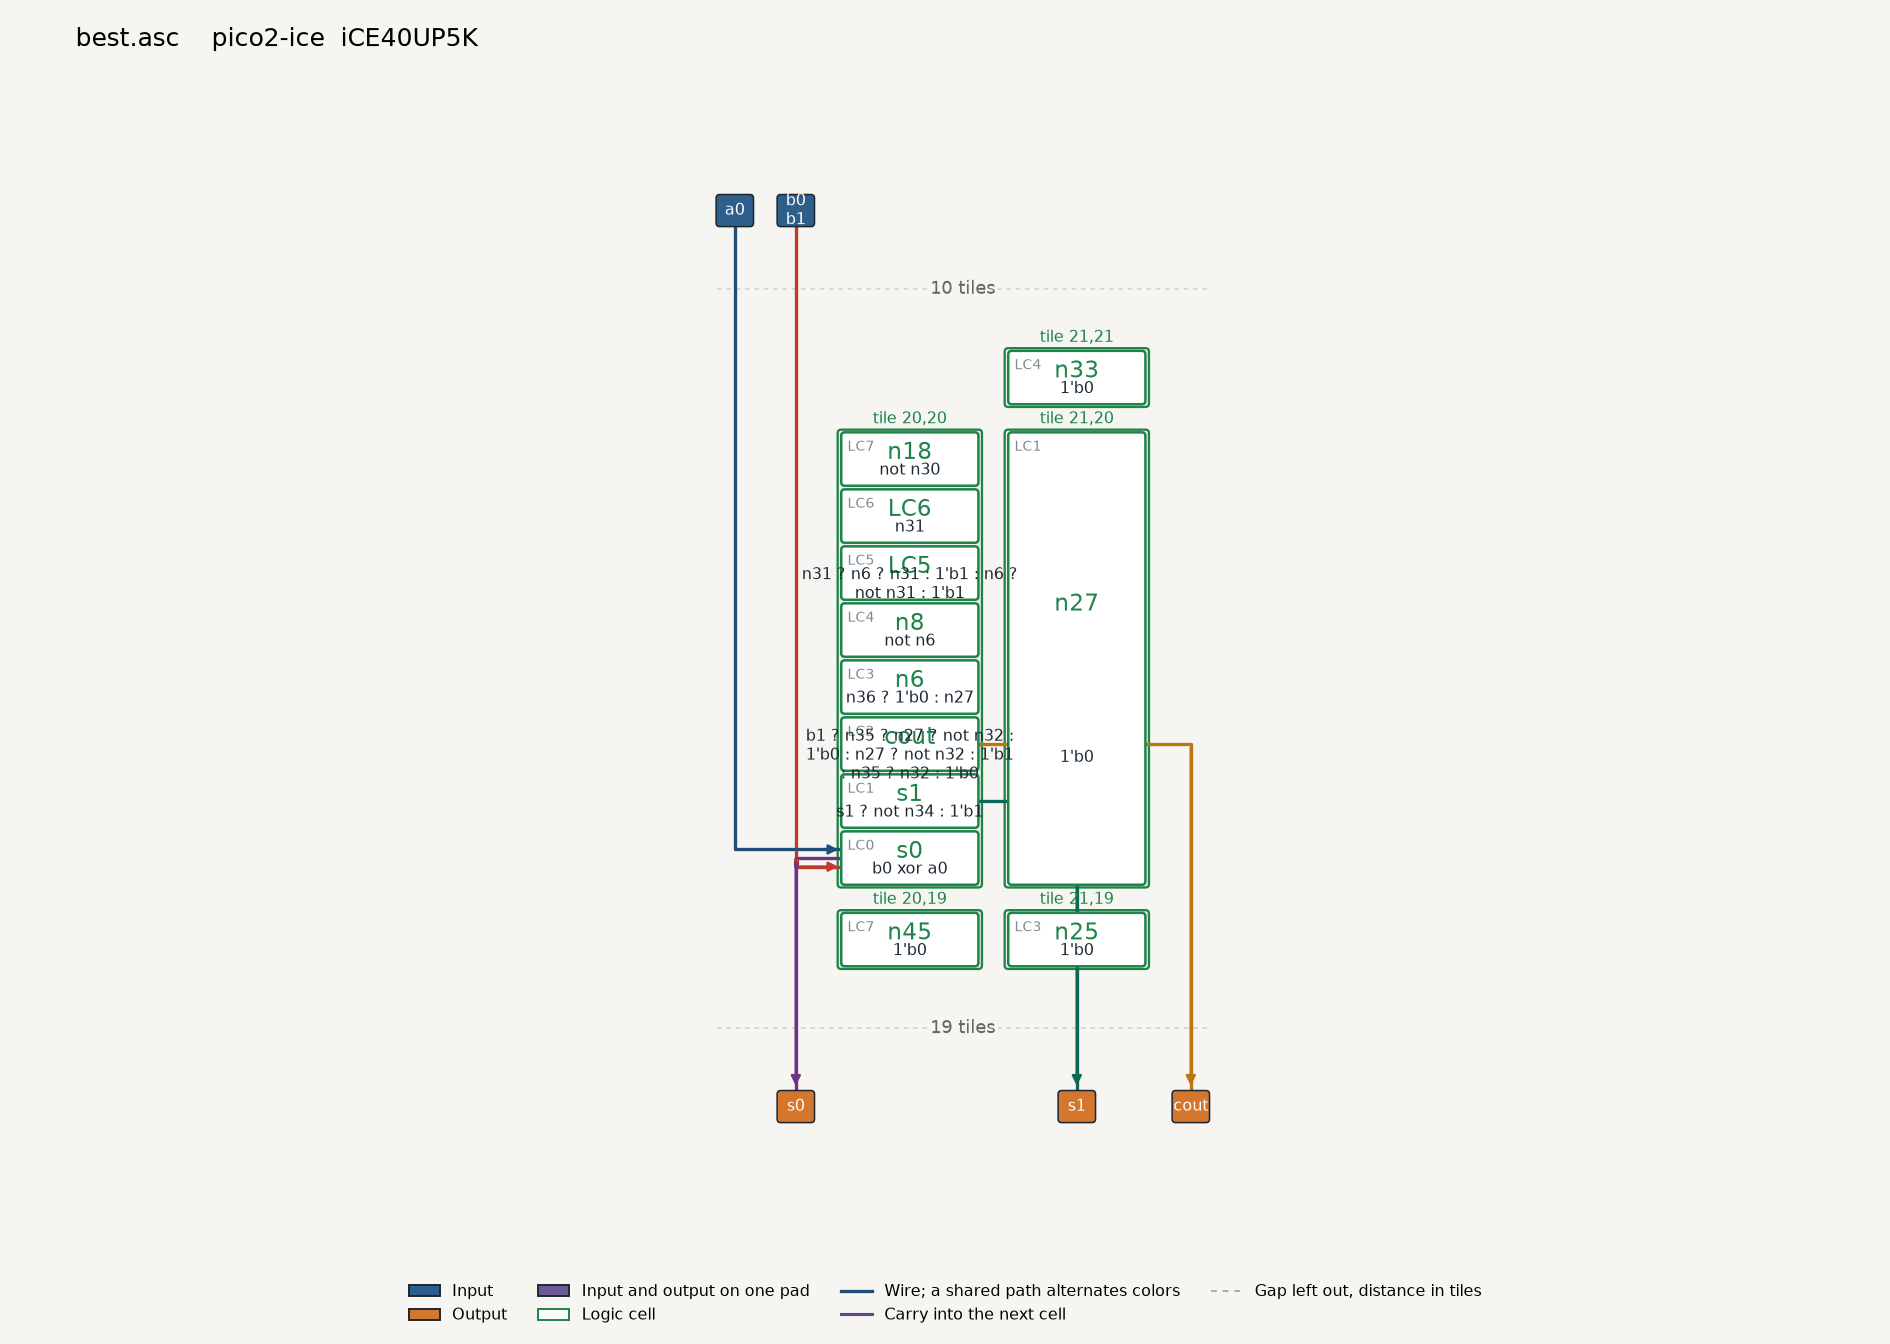 best.asc    pico2-ice  iCE40UP5K
a0
b0
b1
10 tiles
tile 21,21
LC4
n33
1'b0
tile 20,20
tile 21,20
LC7
n18
not n30
LC1
LC6
LC6
n31
LC5
LC5
n31 ? n6 ? n31 : 1'b1 : n6 ?
not n31 : 1'b1
n27
LC4
n8
not n6
LC3
n6
n36 ? 1'b0 : n27
LC2
cout
b1 ? n35 ? n27 ? not n32 :
1'b0 : n27 ? not n32 : 1'b1
: n35 ? n32 : 1'b0
1'b0
LC1
s1
s1 ? not n34 : 1'b1
LC0
s0
b0 xor a0
tile 20,19
tile 21,19
LC7
n45
1'b0
LC3
n25
1'b0
19 tiles
s0
s1
cout
Input
Input and output on one pad
Wire; a shared path alternates colors
Gap left out, distance in tiles
Output
Logic cell
Carry into the next cell